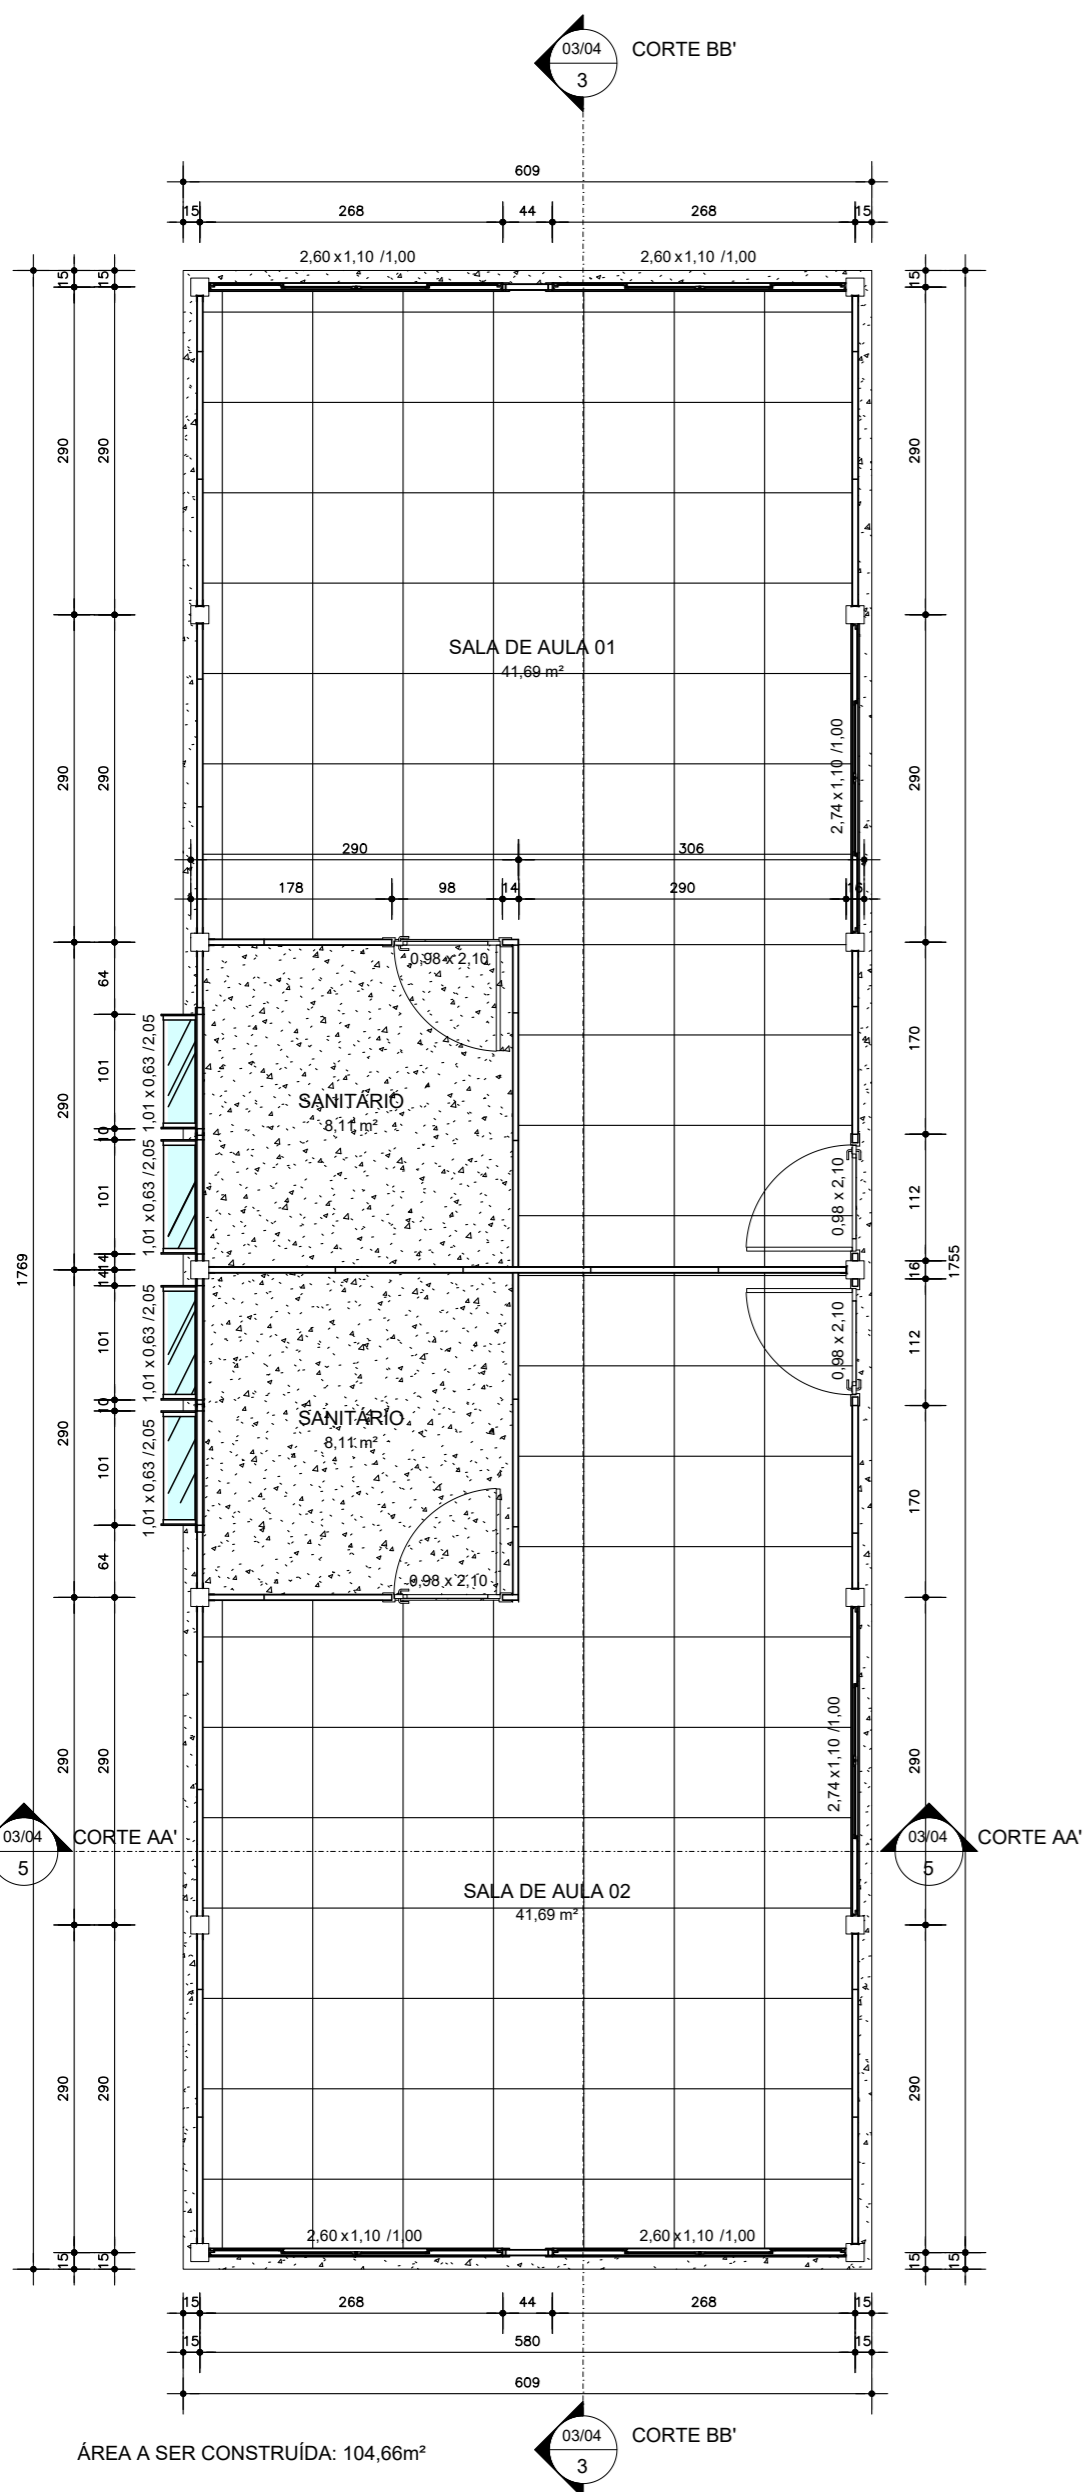 03/04
3
CORTE BB'
609
15
268
44
268
15
2,60 x 1,10 /1,00
2,60 x 1,10 /1,00
15
15
15
290
290
290
SALA DE AULA 01
41,69 m²
290
290
2,74 x 1,10 /1,00
290
290
306
178
98
14
290
16
0,98 x 2,10
64
1,01 x 0,63 /2,05
101
290
170
SANITÁRIO
8,11 m²
10
1,01 x 0,63 /2,05
101
0,98 x 2,10
112
1769
14
14
16
1755
1,01 x 0,63 /2,05
101
0,98 x 2,10
112
10
SANITÁRIO
8,11 m²
290
1,01 x 0,63 /2,05
101
170
64
0,98 x 2,10
290
290
2,74 x 1,10 /1,00
290
03/04
5
CORTE AA'
03/04
5
CORTE AA'
SALA DE AULA 02
41,69 m²
290
290
290
2,60 x 1,10 /1,00
2,60 x 1,10 /1,00
15
15
15
15
15
268
44
268
15
15
580
15
609
03/04
3
CORTE BB'
ÁREA A SER CONSTRUÍDA: 104,66m²